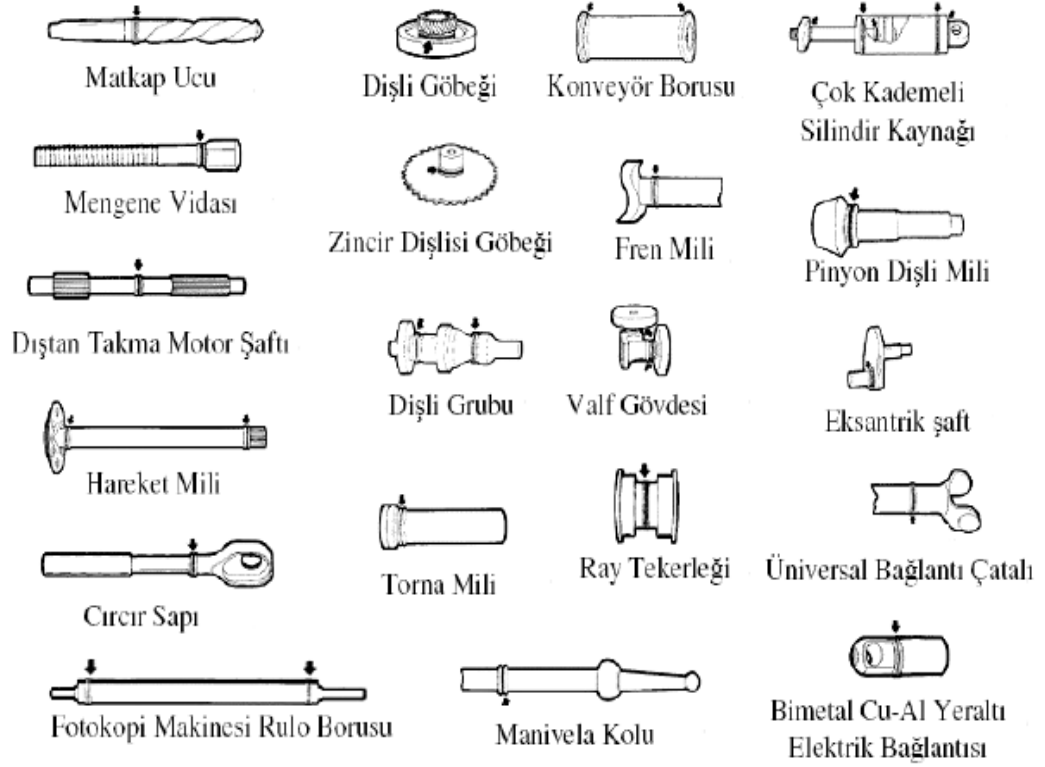 Matkap Ucu
Dişli Göbeği
Konveyör Borusu
Çok Kademeli
Silindir Kaynağı
Mengene Vidası
Zincir Dişlisi Göbeği
Fren Mili
Pinyon Dişli Mili
Dıştan Takma Motor Şaftı
Dişli Grubu
Valf Gövdesi
Eksantrik şaft
Hareket Mili
Torna Mili
Ray Tekerleği
Üniversal Bağlantı Çatalı
Cırcır Sapı
Fotokopi Makinesi Rulo Borusu
Manivela Kolu
Bimetal Cu-Al Yeraltı
Elektrik Bağlantısı